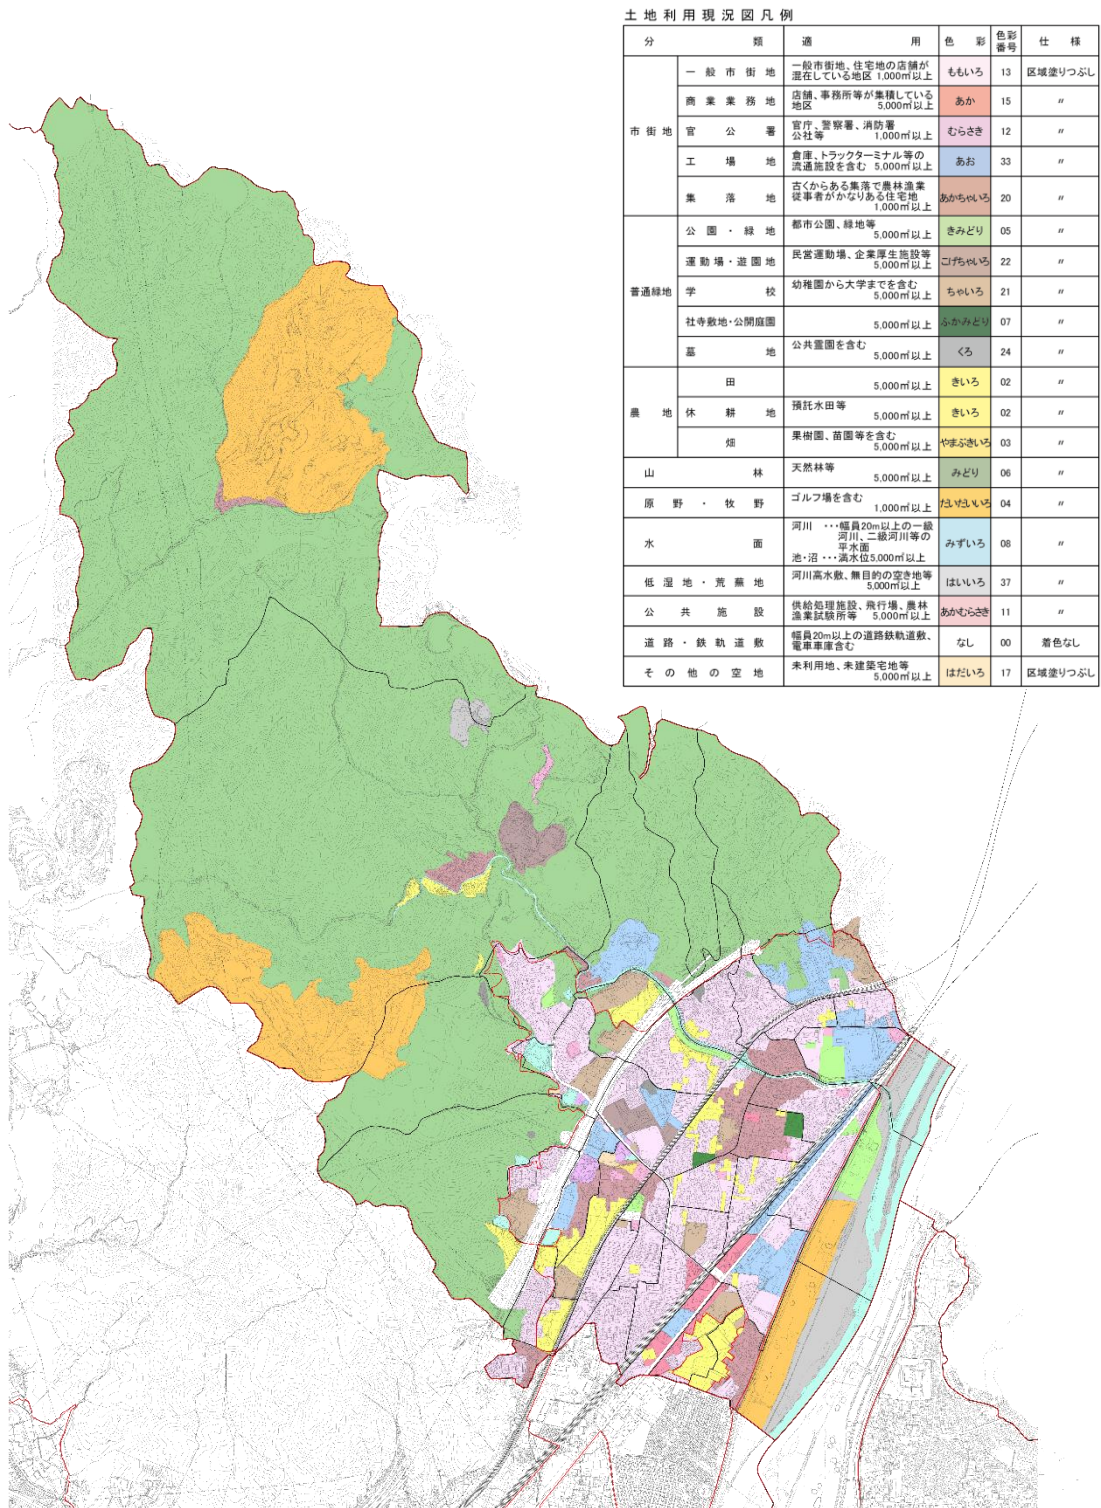 土地利用現況図凡例
分類 適用 色彩 色彩番号 仕様
市街地
一般市街地 一般市街地、住宅地の店舗が混在している地区 1,000㎡以上 ももいろ 13 区域塗りつぶし
商業業務地 店舗、事務所等が集積している地区 5,000㎡以上 あか 15 〃
官公署 官庁、警察署、消防署公社等 1,000㎡以上 むらさき 12 〃
工場地 倉庫、トラックターミナル等の流通施設を含む 5,000㎡以上 あお 33 〃
集落地 古くからある集落で農林漁業従事者がかなりある住宅地 1,000㎡以上 あかちゃいろ 20 〃
普通緑地
公園・緑地 都市公園、緑地等 5,000㎡以上 きみどり 05 〃
運動場・遊園地 民営運動場、企業厚生施設等 5,000㎡以上 こげちゃいろ 22 〃
学校 幼稚園から大学までを含む 5,000㎡以上 ちゃいろ 21 〃
社寺敷地・公開庭園 5,000㎡以上 ふかみどり 07 〃
墓地 公共霊園を含む 5,000㎡以上 くろ 24 〃
農地
田 5,000㎡以上 きいろ 02 〃
休耕地 預託水田等 5,000㎡以上 きいろ 02 〃
畑 果樹園、苗園等を含む 5,000㎡以上 やまぶきいろ 03 〃
山林 天然林等 5,000㎡以上 みどり 06 〃
原野・牧野 ゴルフ場を含む 1,000㎡以上 だいだいいろ 04 〃
水面 河川 ・・・幅員20m以上の一級河川、二級河川等の平水面 池・沼・・・満水位5,000㎡以上 みずいろ 08 〃
低湿地・荒蕪地 河川高水敷、無目的の空き地等 5,000㎡以上 はいいろ 37 〃
公共施設 供給処理施設、飛行場、農林漁業試験所等 5,000㎡以上 あかむらさき 11 〃
道路・鉄軌道敷 幅員20m以上の道路鉄軌道敷、電車車庫含む なし 00 着色なし
その他の空地 未利用地、未建築宅地等 5,000㎡以上 はだいろ 17 区域塗りつぶし